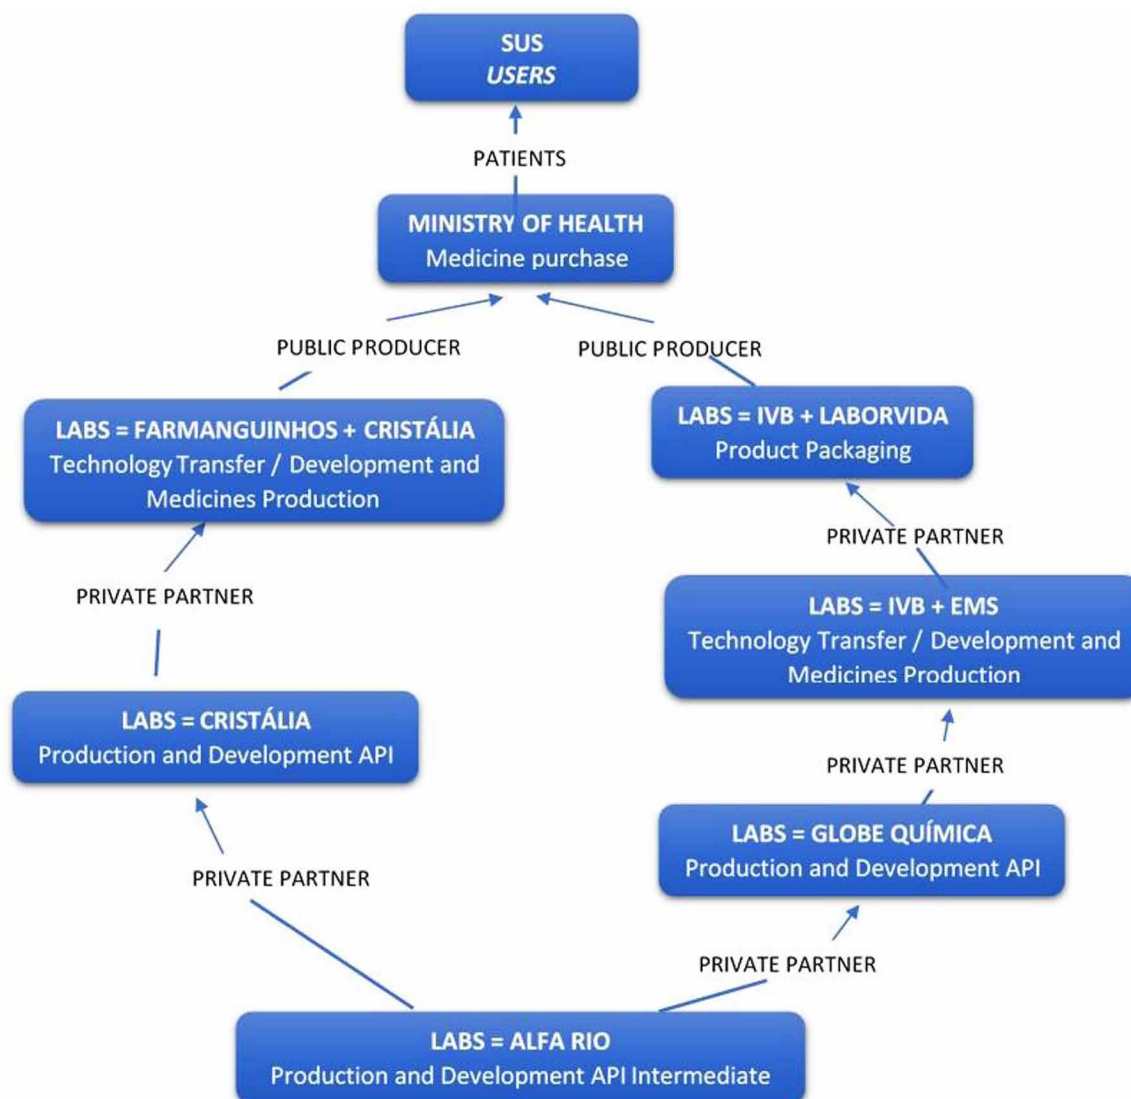 SUS
USERS
PATIENTS
MINISTRY OF HEALTH
Medicine purchase
PUBLIC PRODUCER
PUBLIC PRODUCER
LABS = FARMANGUINHOS + CRISTÁLIA
Technology Transfer / Development and
Medicines Production
LABS = IVB + LABORVIDA
Product Packaging
PRIVATE PARTNER
PRIVATE PARTNER
LABS = IVB + EMS
Technology Transfer / Development and
Medicines Production
LABS = CRISTÁLIA
Production and Development API
PRIVATE PARTNER
LABS = GLOBE QUÍMICA
Production and Development API
PRIVATE PARTNER
PRIVATE PARTNER
LABS = ALFA RIO
Production and Development API Intermediate